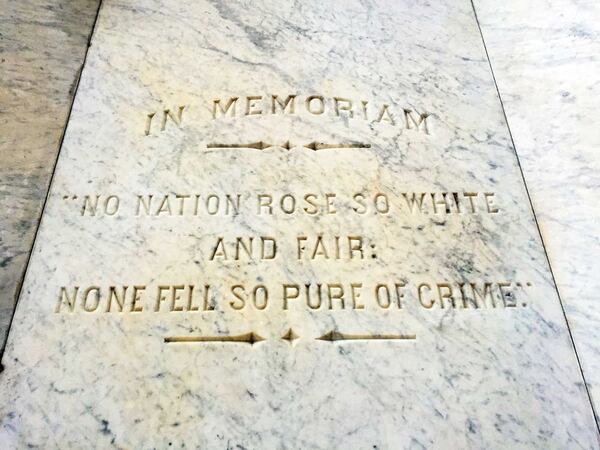 IN MEMORIAM
"NO NATION ROSE SO WHITE
AND FAIR:
NONE FELL SO PURE OF CRIME."